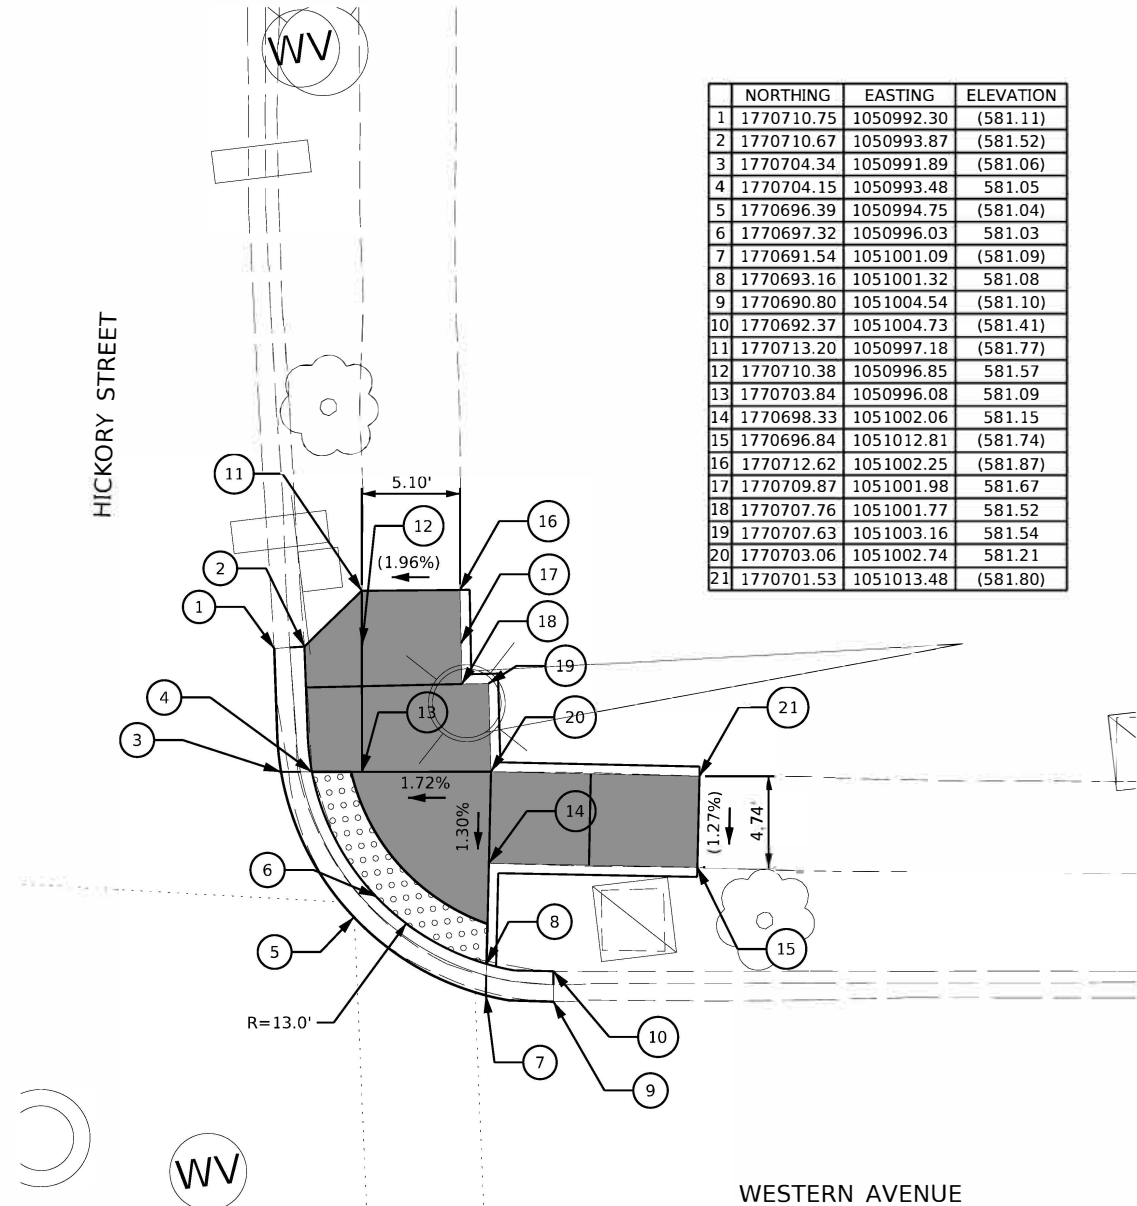 WV
NORTHING EASTING ELEVATION
1 1770710.75 1050992.30 (581.11)
2 1770710.67 1050993.87 (581.52)
3 1770704.34 1050991.89 (581.06)
4 1770704.15 1050993.48 581.05
5 1770696.39 1050994.75 (581.04)
6 1770697.32 1050996.03 581.03
7 1770691.54 1051001.09 (581.09)
8 1770693.16 1051001.32 581.08
9 1770690.80 1051004.54 (581.10)
10 1770692.37 1051004.73 (581.41)
11 1770713.20 1050997.18 (581.77)
12 1770710.38 1050996.85 581.57
13 1770703.84 1050996.08 581.09
14 1770698.33 1051002.06 581.15
15 1770696.84 1051012.81 (581.74)
16 1770712.62 1051002.25 (581.87)
17 1770709.87 1051001.98 581.67
18 1770707.76 1051001.77 581.52
19 1770707.63 1051003.16 581.54
20 1770703.06 1051002.74 581.21
21 1770701.53 1051013.48 (581.80)
HICKORY STREET
11
5.10'
12
16
(1.96%)
2
17
1
18
19
4
13
20
21
3
1.72%
1.30%
14
(1.27%)
4.74'
6
8
5
15
R=13.0'
10
7
9
WV
WESTERN AVENUE